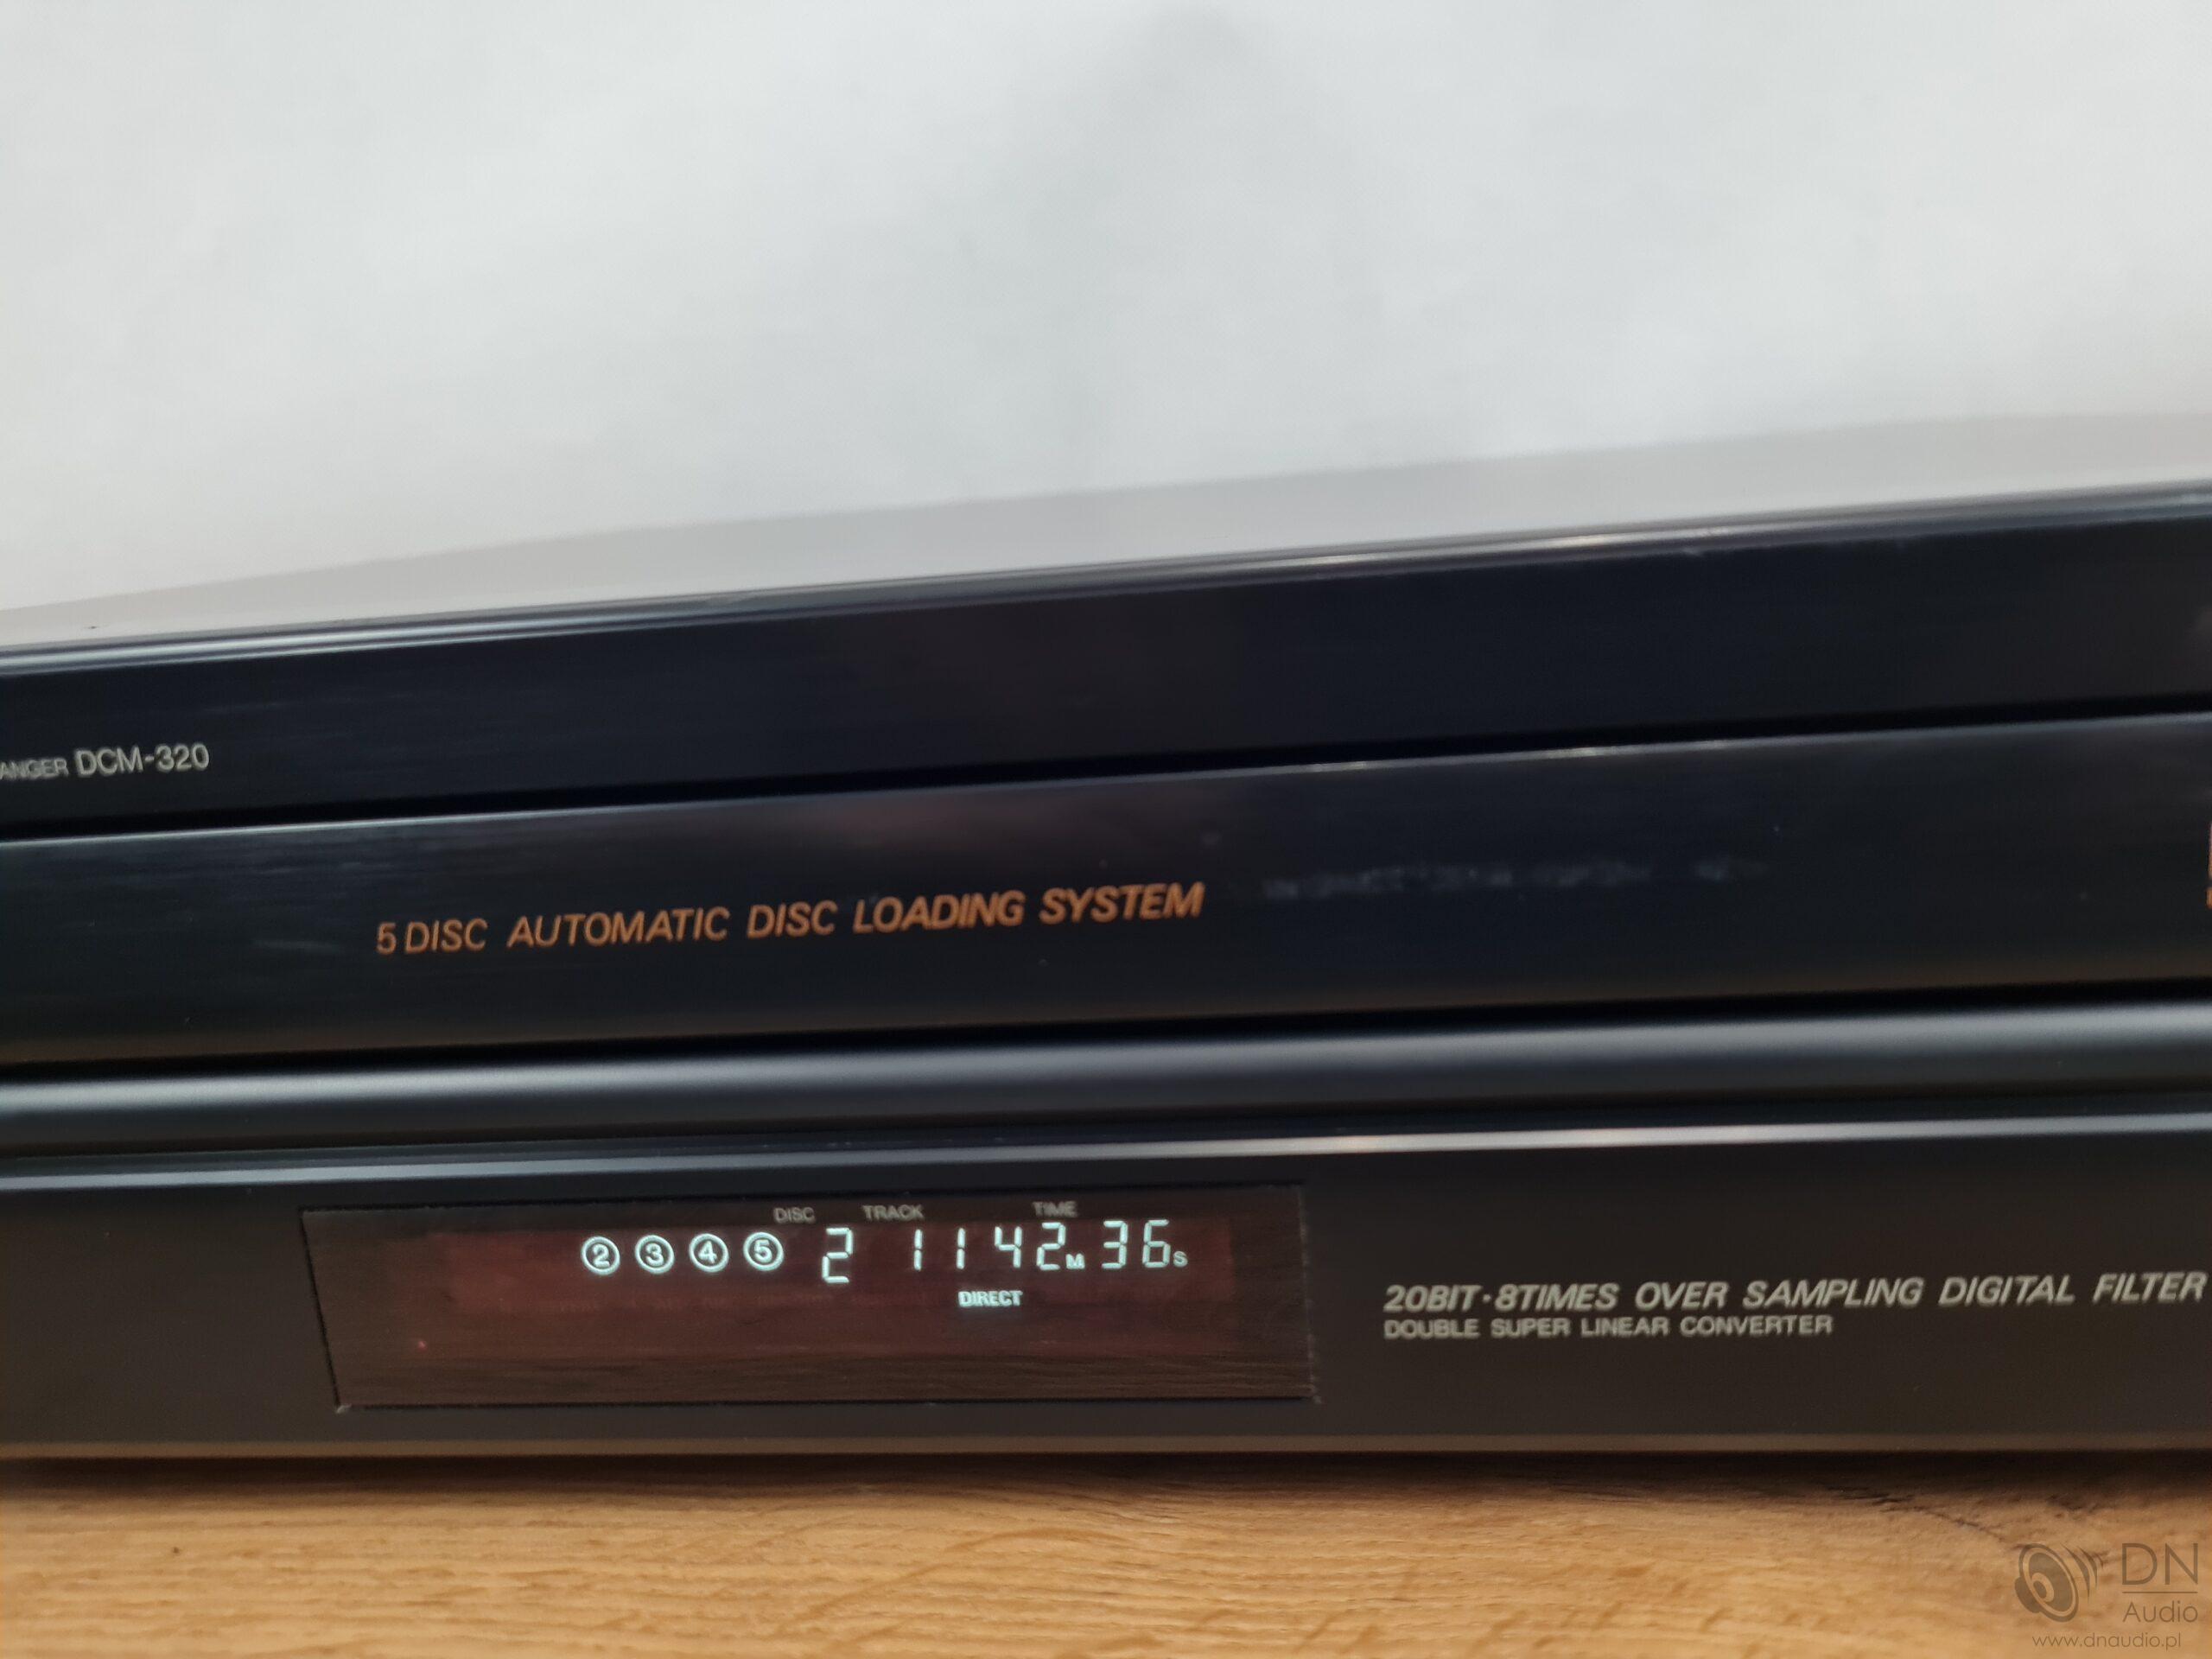 ANGER DCM-320
5 DISC AUTOMATIC DISC LOADING SYSTEM
DISC TRACK TIME
② ③ ④ ⑤ 2 11 42M 36S
DIRECT
20BIT·8TIMES OVER SAMPLING DIGITAL FILTER
DOUBLE SUPER LINEAR CONVERTER
DN
Audio
www.dnaudio.pl